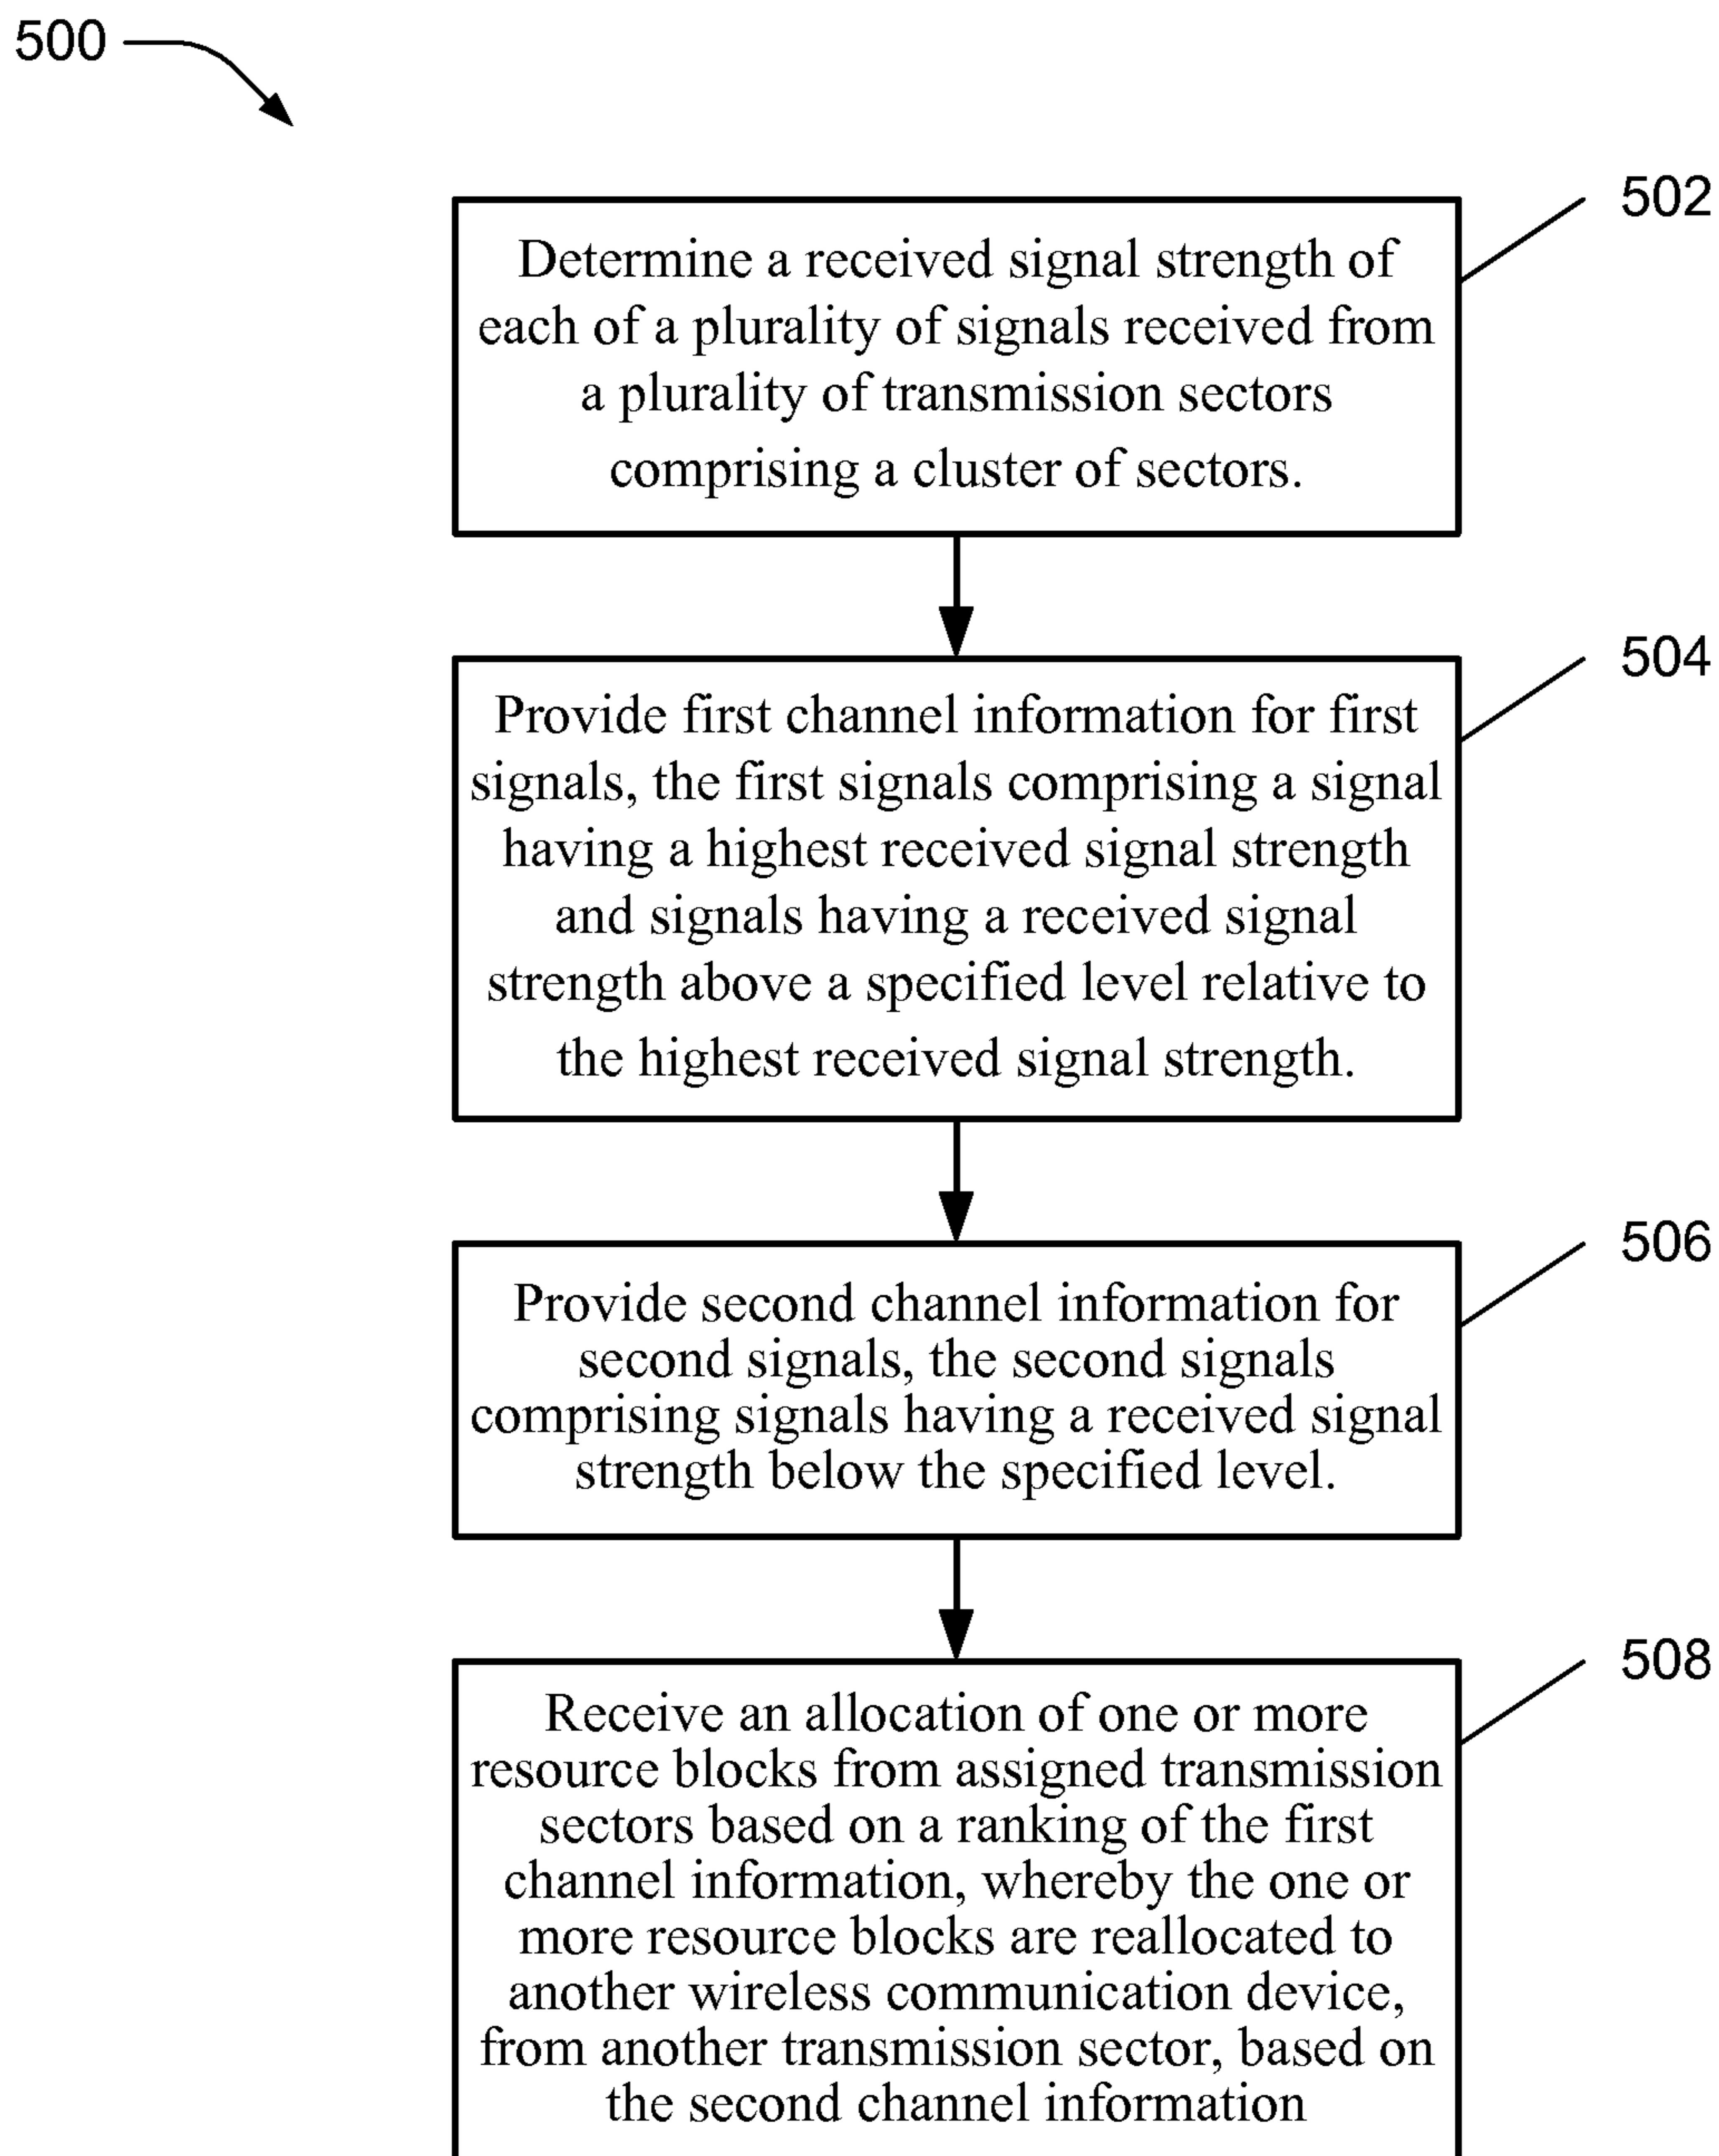 500
502
Determine a received signal strength of
each of a plurality of signals received from
a plurality of transmission sectors
comprising a cluster of sectors.
504
Provide first channel information for first
signals, the first signals comprising a signal
having a highest received signal strength
and signals having a received signal
strength above a specified level relative to
the highest received signal strength.
506
Provide second channel information for
second signals, the second signals
comprising signals having a received signal
strength below the specified level.
508
Receive an allocation of one or more
resource blocks from assigned transmission
sectors based on a ranking of the first
channel information, whereby the one or
more resource blocks are reallocated to
another wireless communication device,
from another transmission sector, based on
the second channel information